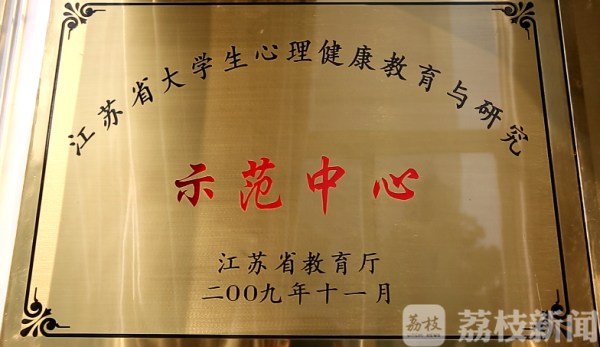 江苏省大学生心理健康教育与研究
示范中心
江苏省教育厅
二〇〇九年十一月
荔枝
荔枝新闻